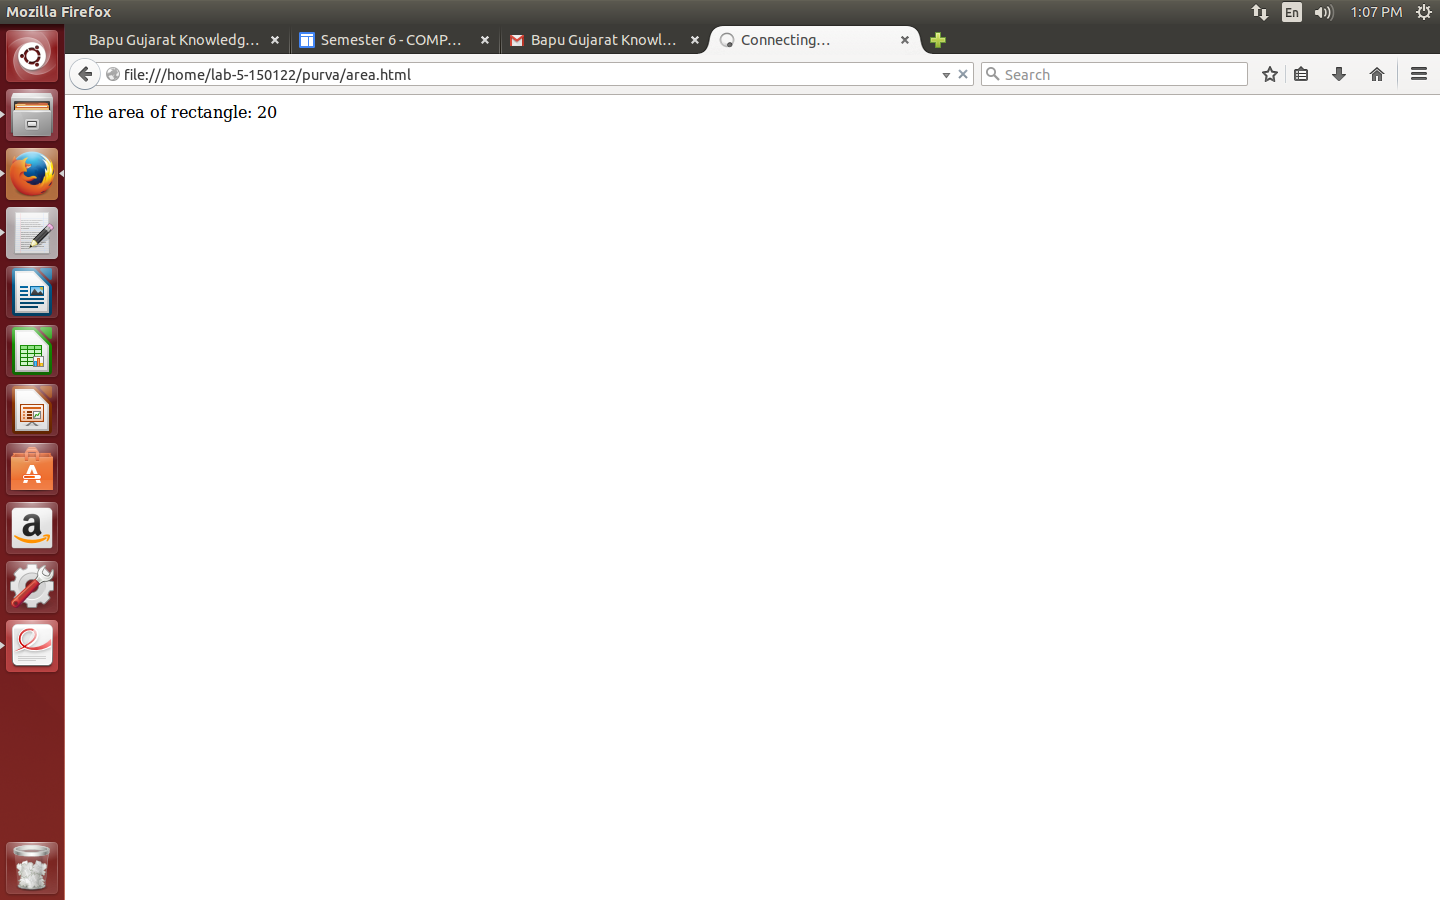 Mozilla Firefox
En
1:07 PM
Bapu Gujarat Knowledg...
Semester 6 - COMP...
Bapu Gujarat Knowl...
Connecting...
file:///home/lab-5-150122/purva/area.html
Search
The area of rectangle: 20